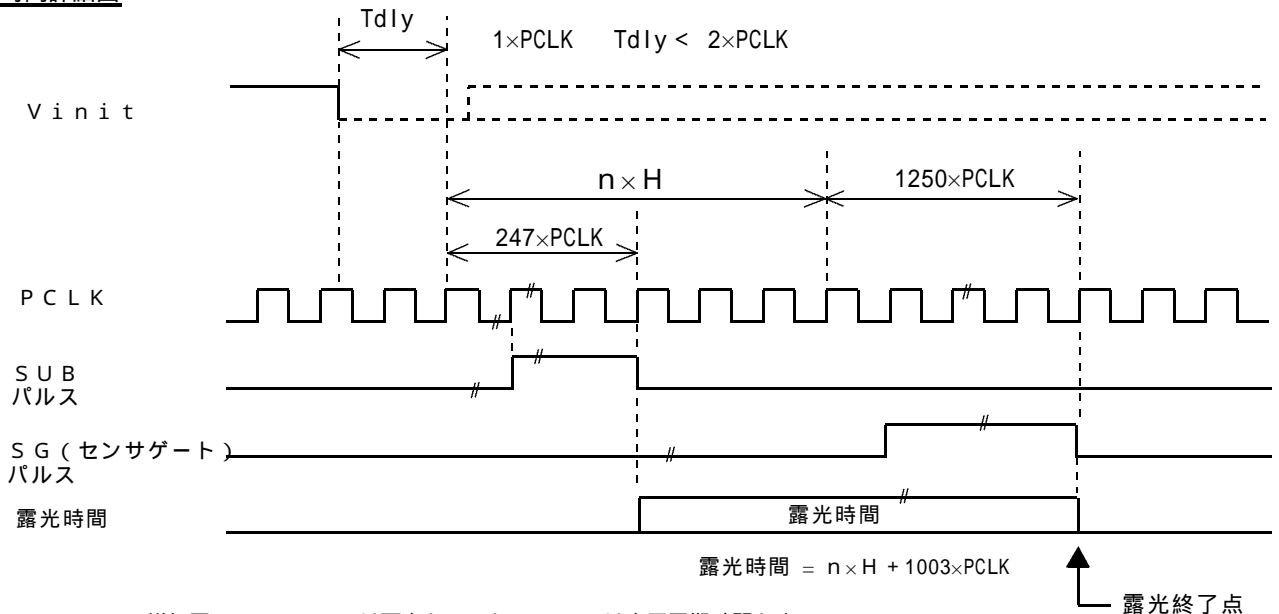 Tdly
1×PCLK Tdly < 2×PCLK
Vinit
n×H
1250×PCLK
247×PCLK
PCLK
SUB
パルス
SG(センサゲート)
パルス
露光時間
露光時間
露光時間 = n×H +1003×PCLK
露光終了点